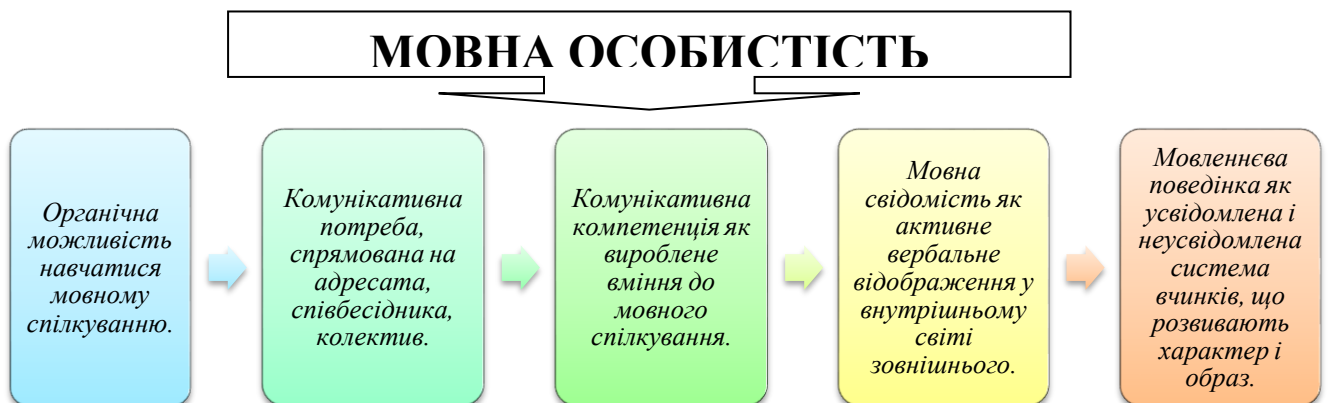 МОВНА ОСОБИСТІСТЬ
Органічна
можливість
навчатися
мовному
спілкуванню.
Комунікативна
потреба,
спрямована на
адресата,
співбесідника,
колектив.
Комунікативна
компетенція як
вироблене
вміння до
мовного
спілкування.
Мовна
свідомість як
активне
вербальне
відображення у
внутрішньому
світі
зовнішнього.
Мовленнєва
поведінка як
усвідомлена і
неусвідомлена
система
вчинків, що
розвивають
характер і
образ.